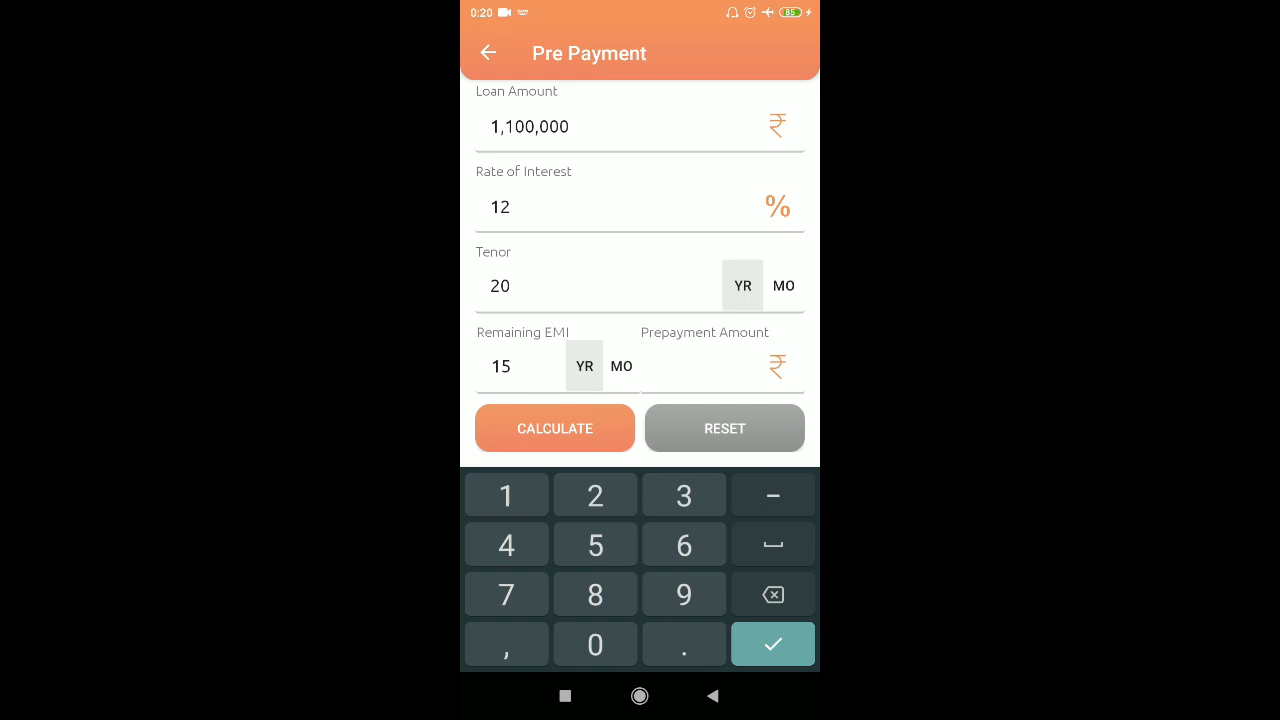 0:20 85
Pre Payment
Loan Amount
1,100,000 ₹
Rate of Interest
12 %
Tenor
20 YR MO
Remaining EMI Prepayment Amount
15 YR MO ₹
CALCULATE RESET
1 2 3 -
4 5 6
7 8 9
, 0 .